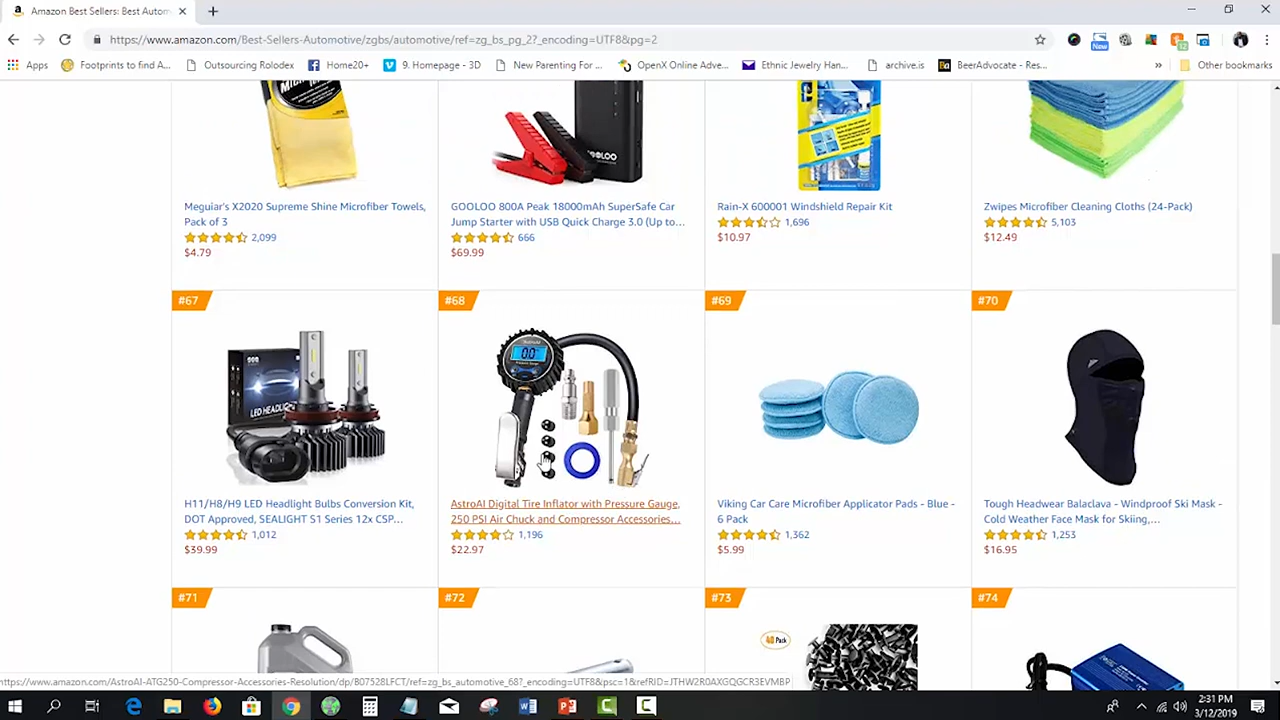 Amazon Best Sellers: Best Autom
https://www.amazon.com/Best-Sellers-Automotive/zgbs/automotive/ref=zg_bs_pg_2?_encoding=UTF8&pg=2
New
12
Apps
Footprints to find A...
Outsourcing Rolodex
Home20+
9. Homepage - 3D
New Parenting For ...
OpenX Online Adve...
Ethnic Jewelry Han...
archive.is
BeerAdvocate - Res...
»
Other bookmarks
GOOLOO
Meguiar's X2020 Supreme Shine Microfiber Towels,
Pack of 3
2,099
$4.79
GOOLOO 800A Peak 18000mAh SuperSafe Car
Jump Starter with USB Quick Charge 3.0 (Up to...
666
$69.99
Rain-X 600001 Windshield Repair Kit
1,696
$10.97
Zwipes Microfiber Cleaning Cloths (24-Pack)
5,103
$12.49
#67
LED HEADLIGHT
H11/H8/H9 LED Headlight Bulbs Conversion Kit,
DOT Approved, SEALIGHT S1 Series 12x CSP...
1,012
$39.99
#68
0.0
AstroAI Digital Tire Inflator with Pressure Gauge,
250 PSI Air Chuck and Compressor Accessories...
1,196
$22.97
#69
Viking Car Care Microfiber Applicator Pads - Blue -
6 Pack
1,362
$5.99
#70
Tough Headwear Balaclava - Windproof Ski Mask -
Cold Weather Face Mask for Skiing,...
1,253
$16.95
#71
#72
#73
40 Pack
#74
https://www.amazon.com/AstroAI-ATG250-Compressor-Accessories-Resolution/dp/B07528LFCT/ref=zg_bs_automotive_68?_encoding=UTF8&psc=1&refRID=JTHW2R0AXGQGCR3EVMBP
2:31 PM
3/12/2019